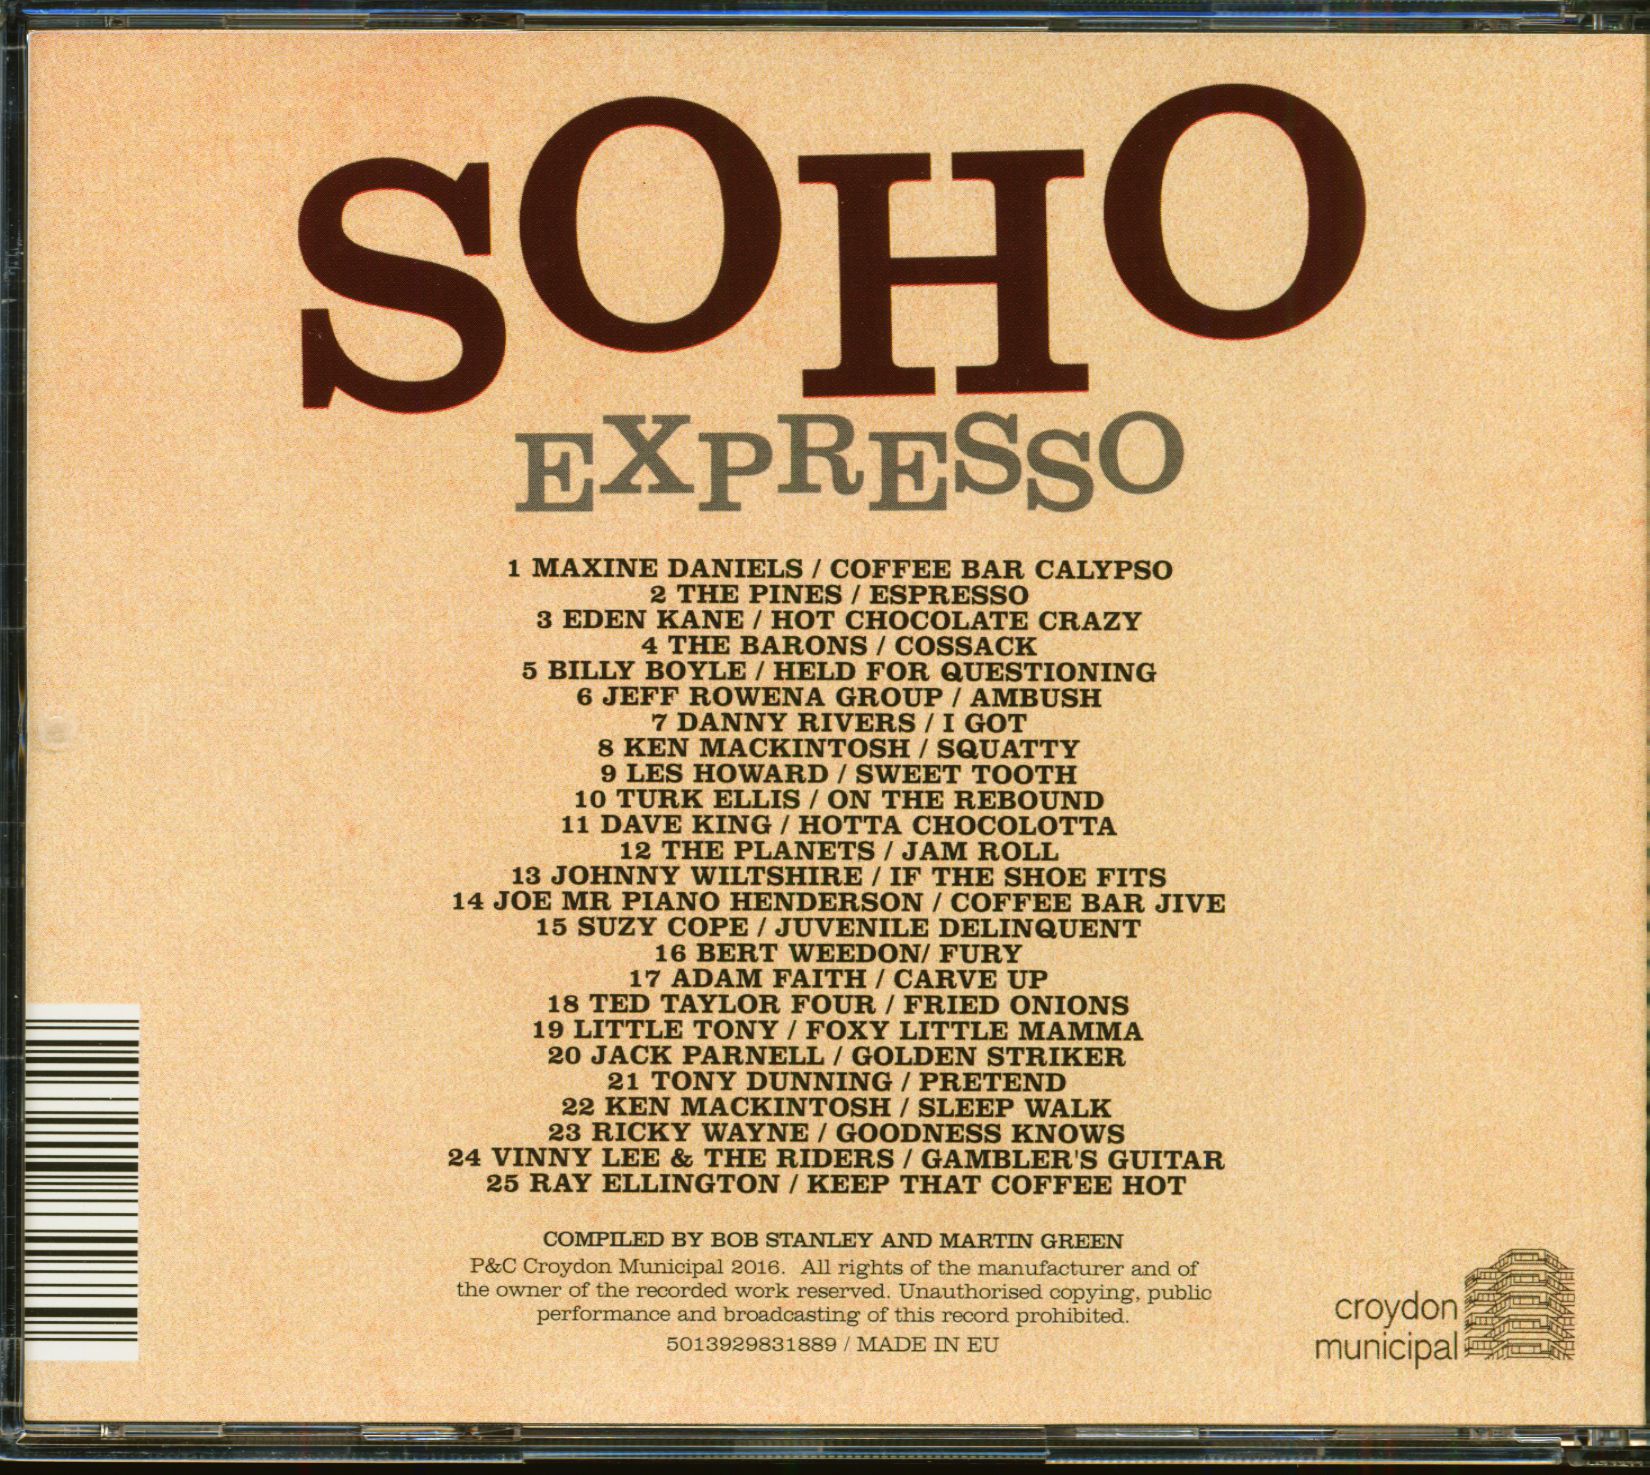 SOHO
EXPRESSO
1 MAXINE DANIELS / COFFEE BAR CALYPSO
2 THE PINES / ESPRESSO
3 EDEN KANE / HOT CHOCOLATE CRAZY
4 THE BARONS / COSSACK
5 BILLY BOYLE / HELD FOR QUESTIONING
6 JEFF ROWENA GROUP / AMBUSH
7 DANNY RIVERS / I GOT
8 KEN MACKINTOSH / SQUATTY
9 LES HOWARD / SWEET TOOTH
10 TURK ELLIS / ON THE REBOUND
11 DAVE KING / HOTTA CHOCOLOTTA
12 THE PLANETS / JAM ROLL
13 JOHNNY WILTSHIRE / IF THE SHOE FITS
14 JOE MR PIANO HENDERSON / COFFEE BAR JIVE
15 SUZY COPE / JUVENILE DELINQUENT
16 BERT WEEDON/ FURY
17 ADAM FAITH / CARVE UP
18 TED TAYLOR FOUR / FRIED ONIONS
19 LITTLE TONY / FOXY LITTLE MAMMA
20 JACK PARNELL / GOLDEN STRIKER
21 TONY DUNNING / PRETEND
22 KEN MACKINTOSH / SLEEP WALK
23 RICKY WAYNE / GOODNESS KNOWS
24 VINNY LEE & THE RIDERS / GAMBLER'S GUITAR
25 RAY ELLINGTON / KEEP THAT COFFEE HOT
COMPILED BY BOB STANLEY AND MARTIN GREEN
P&C Croydon Municipal 2016. All rights of the manufacturer and of
the owner of the recorded work reserved. Unauthorised copying, public
performance and broadcasting of this record prohibited.
5013929831889 / MADE IN EU
croydon
municipal